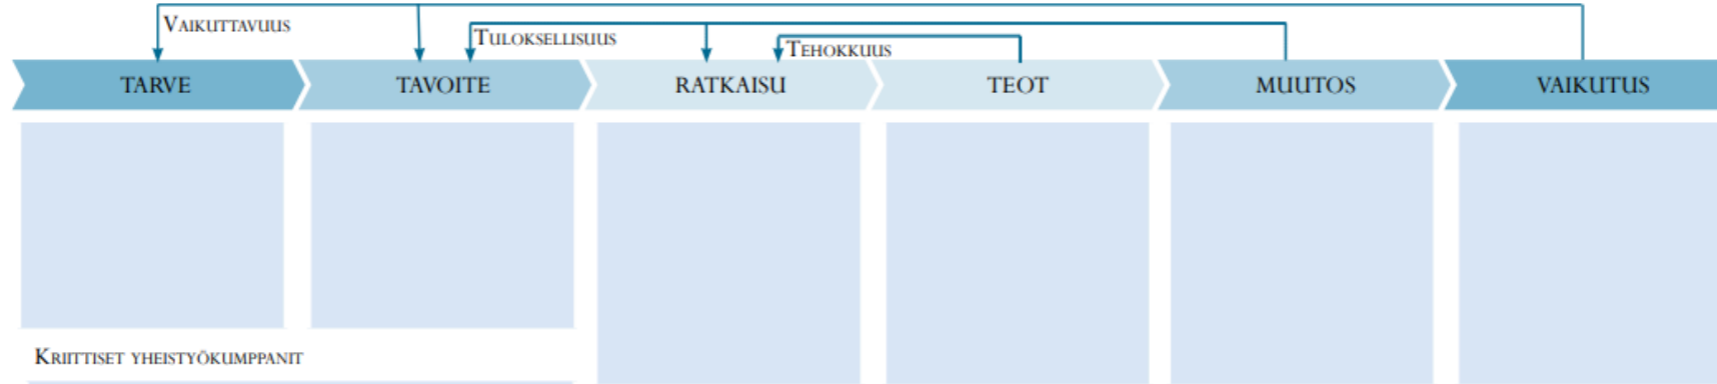 VAIKUTTAVUUS
TULOKSELLISUUS
TEHOKKUUS
TARVE
TAVOITE
RATKAISU
TEOT
MUUTOS
VAIKUTUS
KRIITTISET YHEISTYÖKUMPPANIT